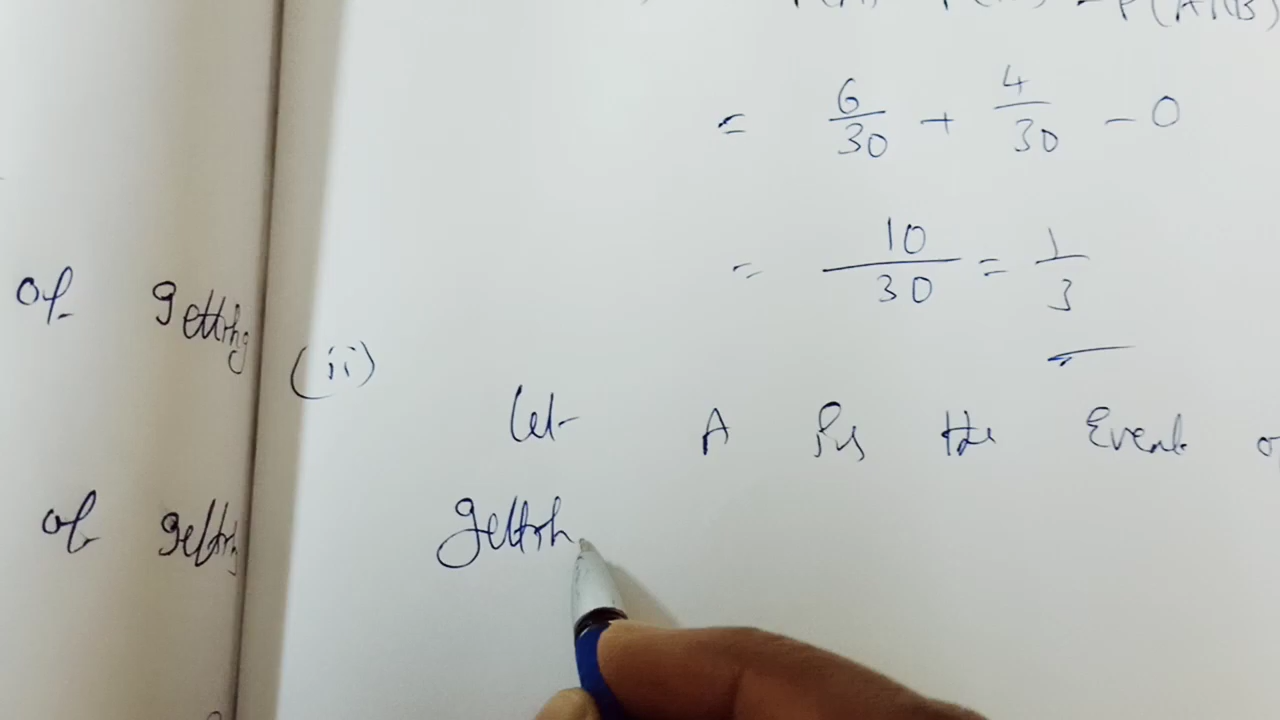 of getting
of getting
-P(A∩B)
= 6/30 + 4/30 - 0
= 10/30 = 1/3
(ii)
Let A is the Event of
gettin